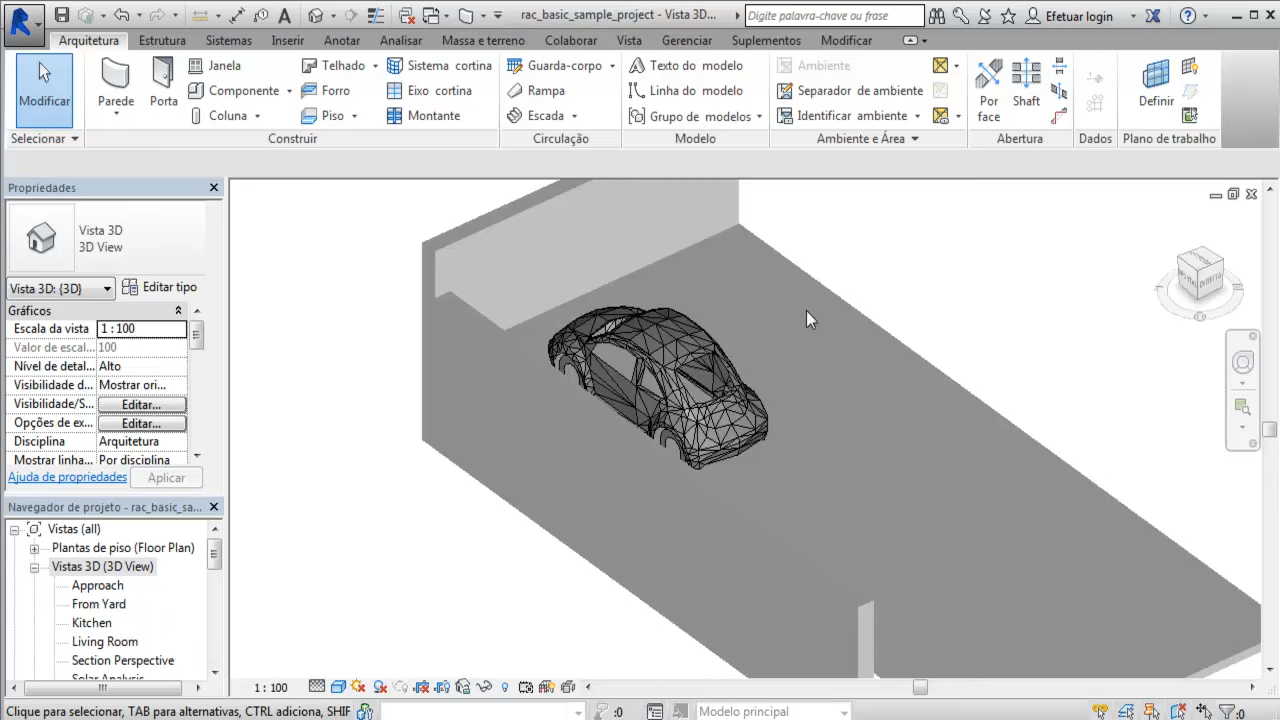 rac_basic_sample_project - Vista 3D...
Digite palavra-chave ou frase
Efetuar login
Arquitetura Estrutura Sistemas Inserir Anotar Analisar Massa e terreno Colaborar Vista Gerenciar Suplementos Modificar
Modificar
Selecionar
Parede
Porta
Janela
Componente
Coluna
Telhado
Forro
Piso
Sistema cortina
Eixo cortina
Montante
Construir
Guarda-corpo
Rampa
Escada
Circulação
Texto do modelo
Linha do modelo
Grupo de modelos
Modelo
Ambiente
Separador de ambiente
Identificar ambiente
Ambiente e Área
Por face
Shaft
Abertura
Dados
Definir
Plano de trabalho
Propriedades
Vista 3D
3D View
Vista 3D: {3D}
Editar tipo
Gráficos
Escala da vista 1 : 100
Valor de escal... 100
Nível de detal... Alto
Visibilidade d... Mostrar ori...
Visibilidade/S... Editar...
Opções de ex... Editar...
Disciplina Arquitetura
Mostrar linha... Por disciplina
Ajuda de propriedades Aplicar
Navegador de projeto - rac_basic_sa...
Vistas (all)
Plantas de piso (Floor Plan)
Vistas 3D (3D View)
Approach
From Yard
Kitchen
Living Room
Section Perspective
Solar Analysis
DIREITA
1 : 100
Clique para selecionar, TAB para alternativas, CTRL adiciona, SHIF
:0
Modelo principal
:0